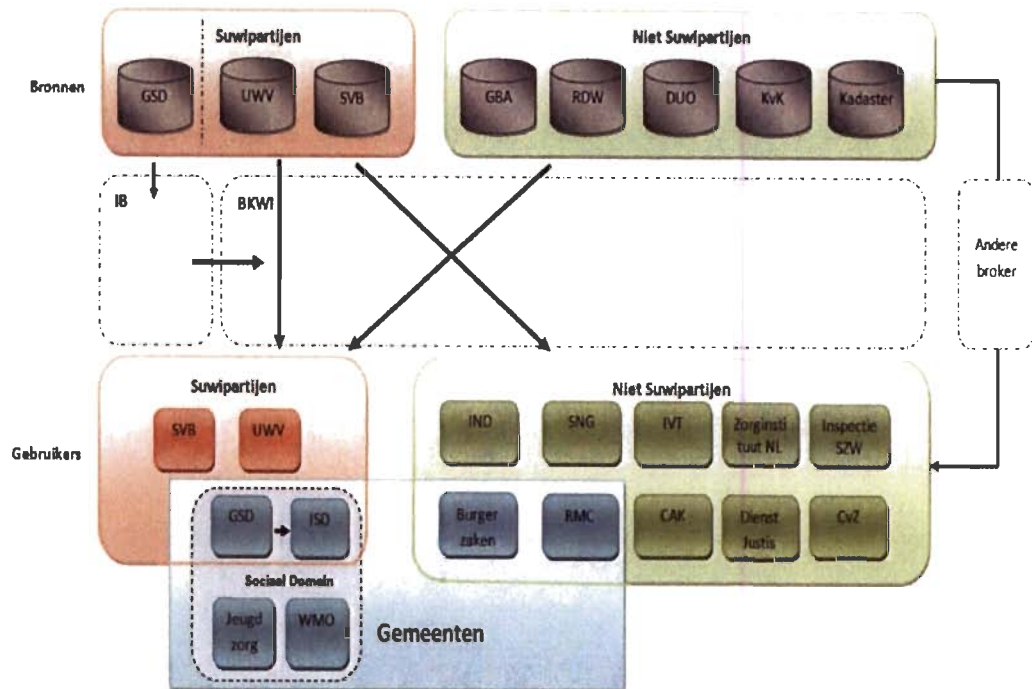 Suwipartijen
Niet Suwipartijen
Bronnen
GSD
UWV
SVB
GBA
RDW
DUO
KvK
Kadaster
IB
BKWI
Andere
broker
Suwipartijen
Niet Suwipartijen
Gebruikers
SVB
UWV
IND
SNG
IVT
Zorginsti
tuut NL
Inspectie
SZW
GSD
ISD
Burger
zaken
RMC
CAK
Dienst
Justis
CvZ
Sociaal Domein
Jeugd
zorg
WMO
Gemeenten